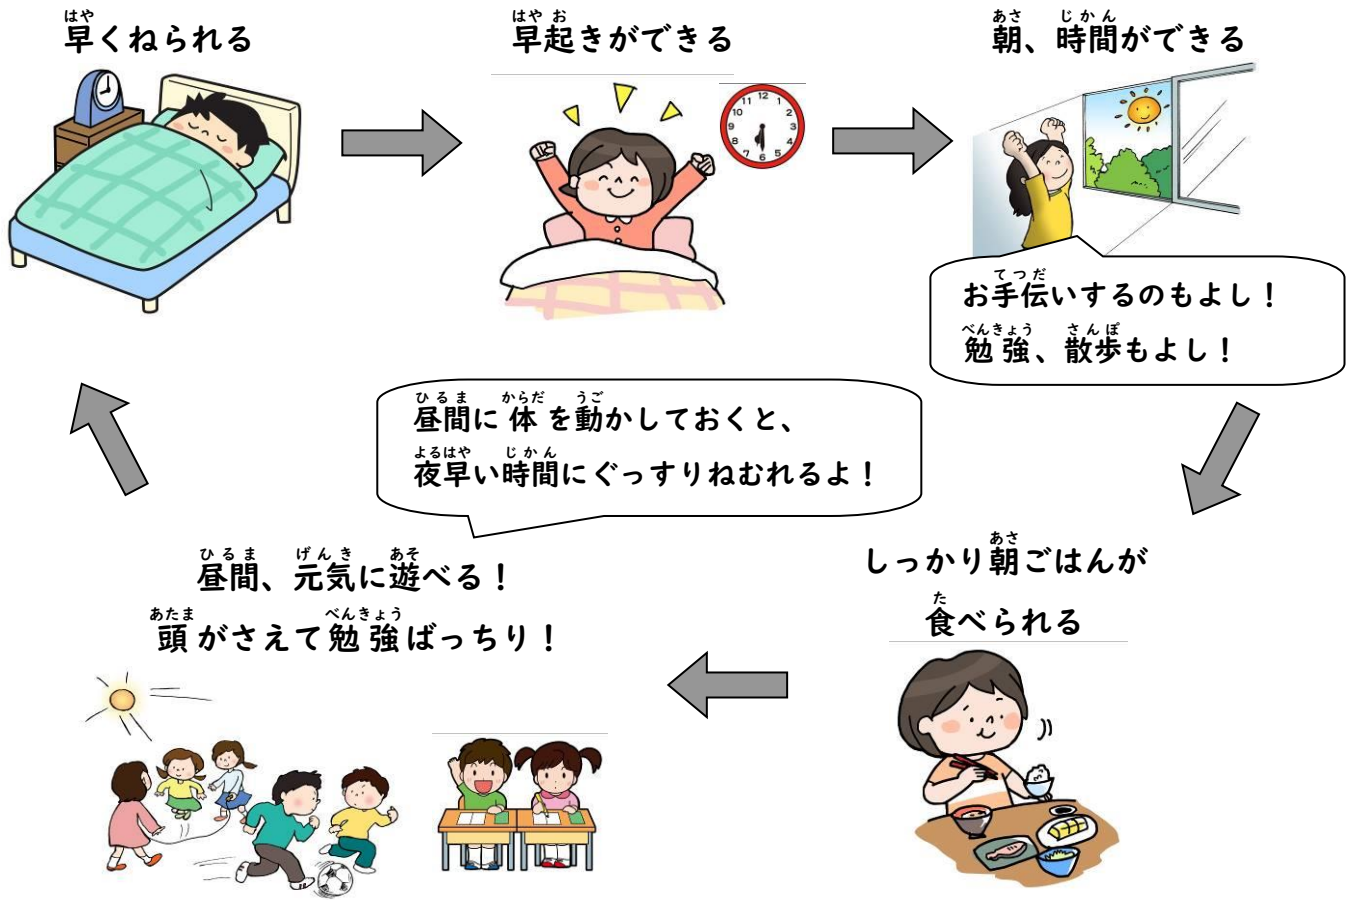 早くねられる
早起きができる
朝、時間ができる
お手伝いするのもよし！
勉強、散歩もよし！
しっかり朝ごはんが
食べられる
昼間に体を動かしておくと、
夜早い時間にぐっすりねむれるよ！
昼間、元気に遊べる！
頭がさえて勉強ばっちり！